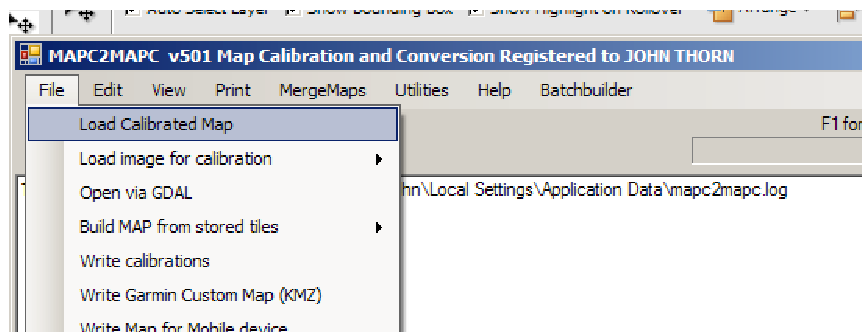 Auto Select Layer Show Bounding Box Show Highlight on Rollover Arrange
MAPC2MAPC v501 Map Calibration and Conversion Registered to JOHN THORN
File Edit View Print MergeMaps Utilities Help Batchbuilder
Load Calibrated Map
F1 for
Load image for calibration
Open via GDAL
hn\Local Settings\Application Data\mapc2mapc.log
Build MAP from stored tiles
Write calibrations
Write Garmin Custom Map (KMZ)
Write Map for Mobile device